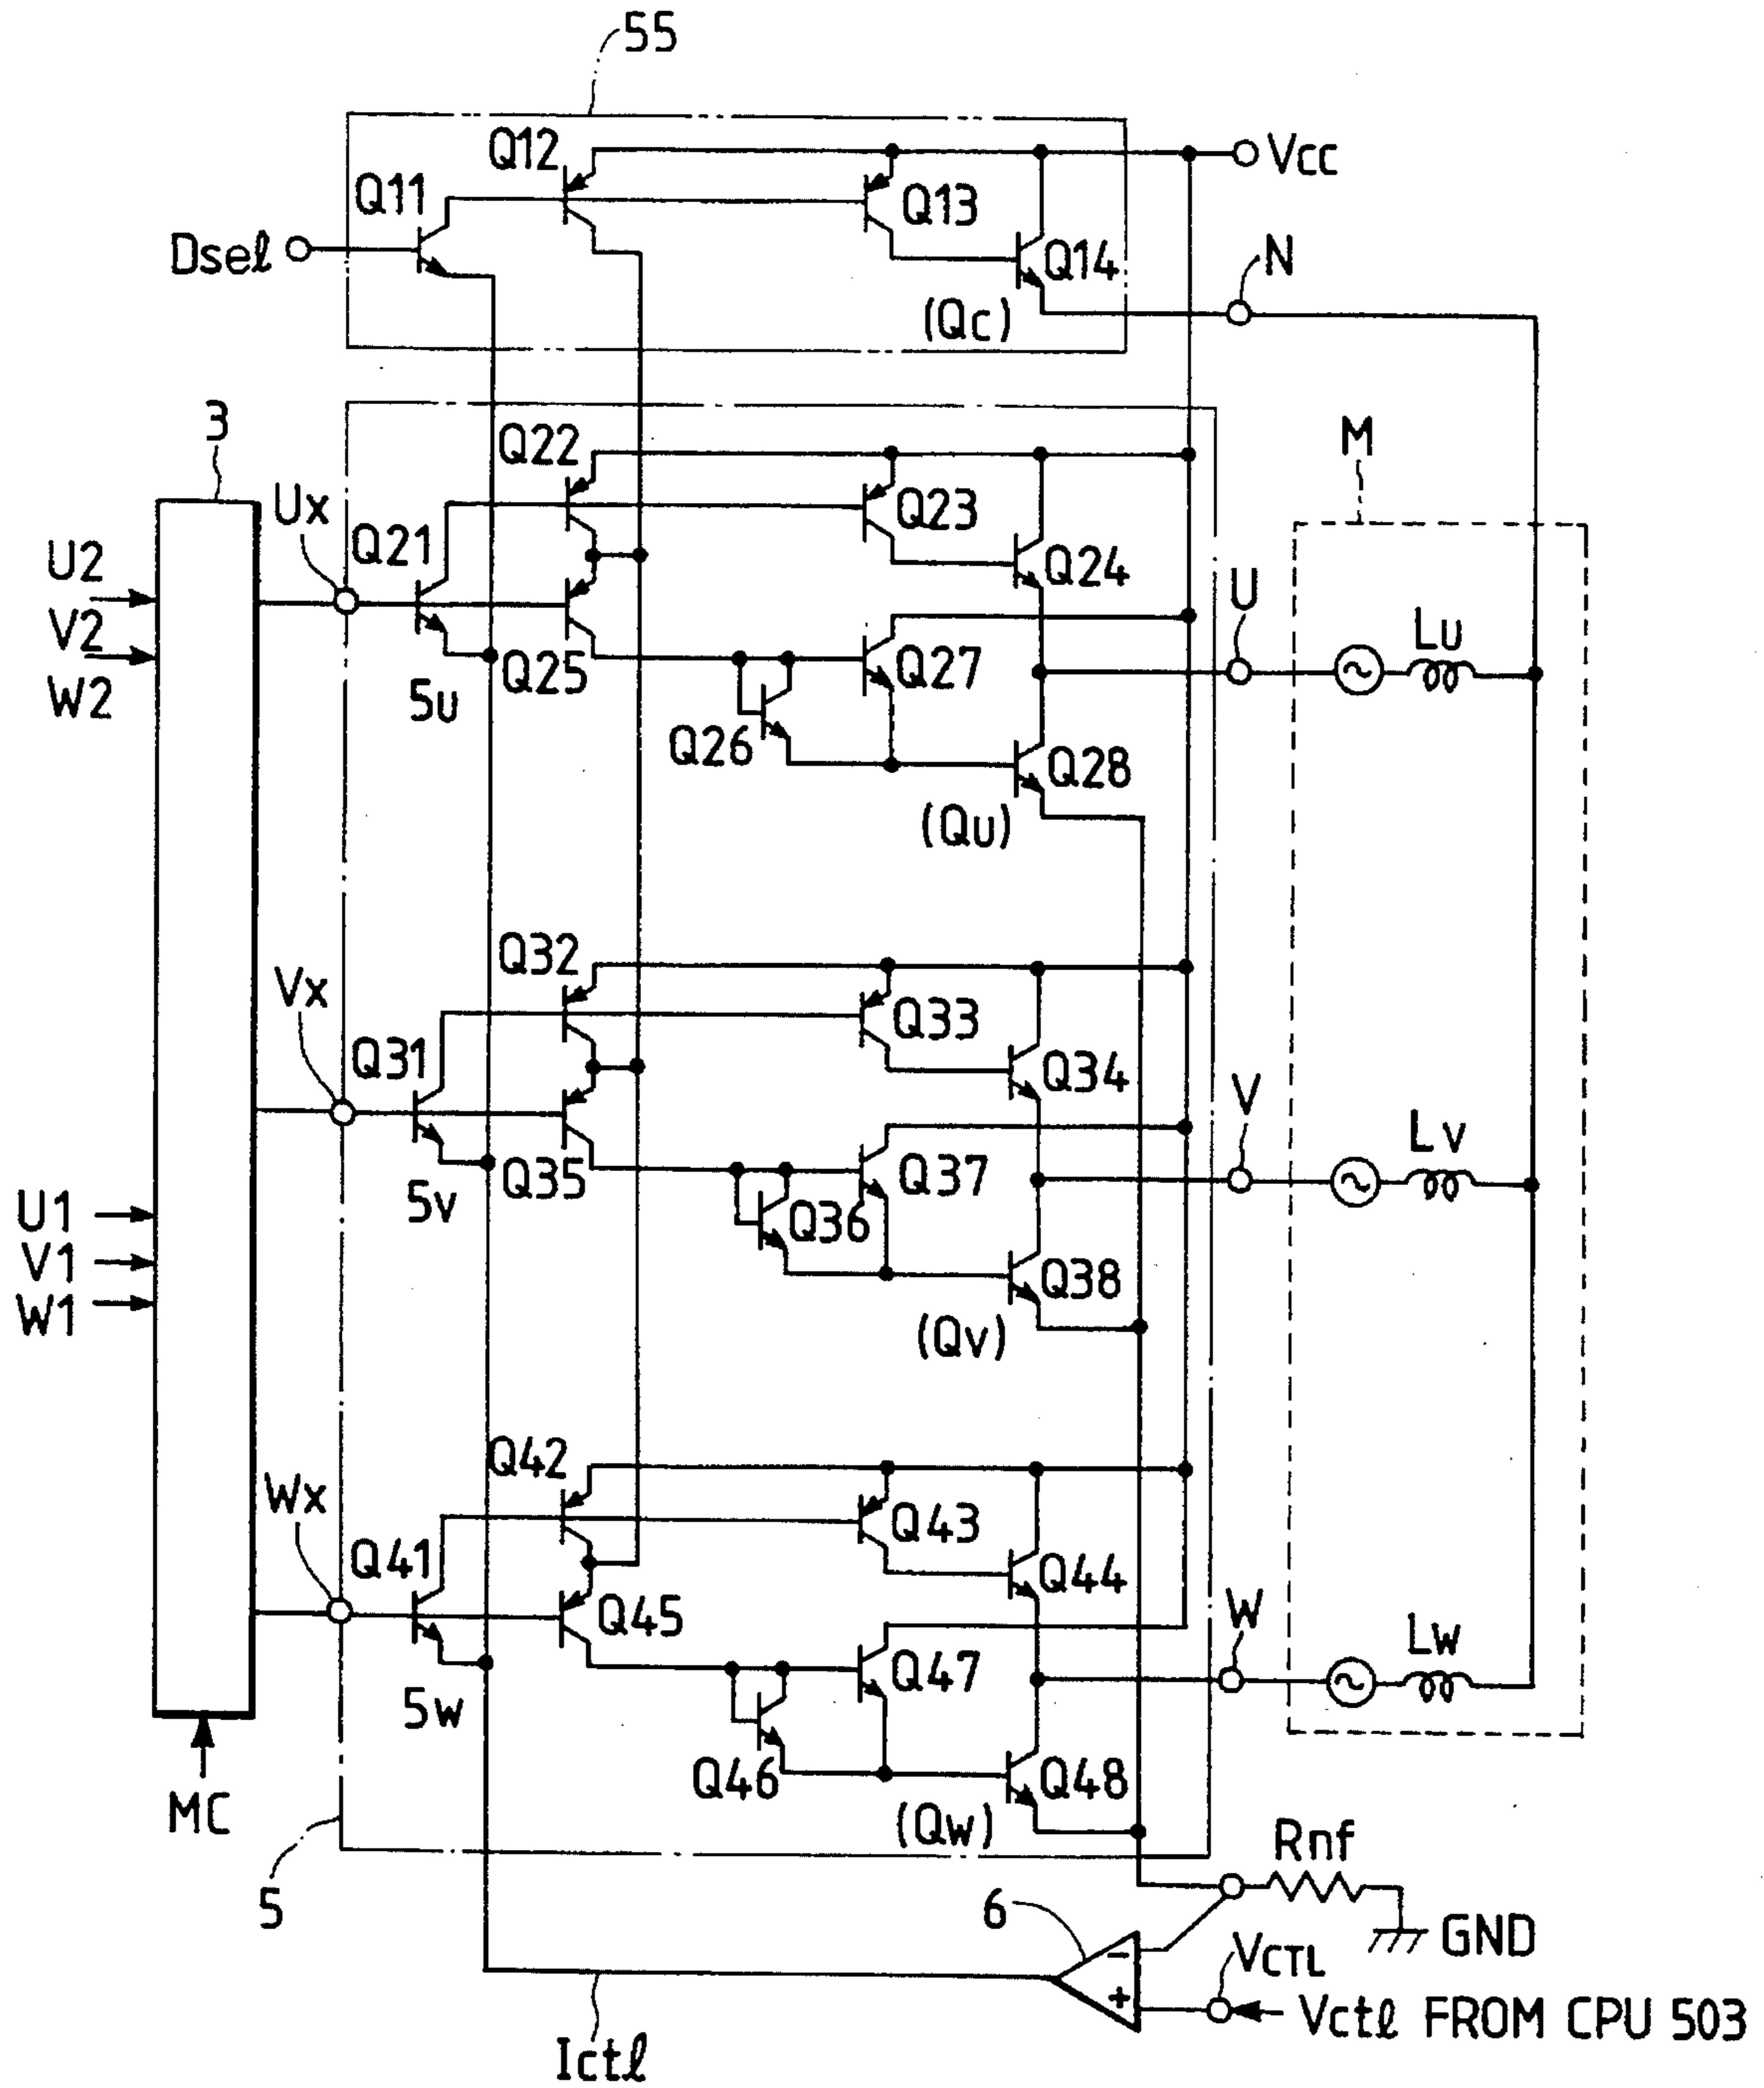 55
Q12
Vcc
Q11
Q13
Dsel
Q14
N
(Qc)
3
M
Q22
Ux
Q23
Q21
U2
Q24
U
V2
Lu
Q25
Q27
W2
5u
Q26
Q28
(Qu)
Q32
Vx
Q33
Q31
Q34
V
Lv
Q35
Q37
5v
U1
Q36
V1
Q38
W1
(Qv)
Q42
Wx
Q43
Q41
Q44
W
Q45
Lw
Q47
5w
Q46
Q48
MC
(Qw)
Rnf
5
6
−
GND
VCTL
+
Vctl FROM CPU 503
Ictl